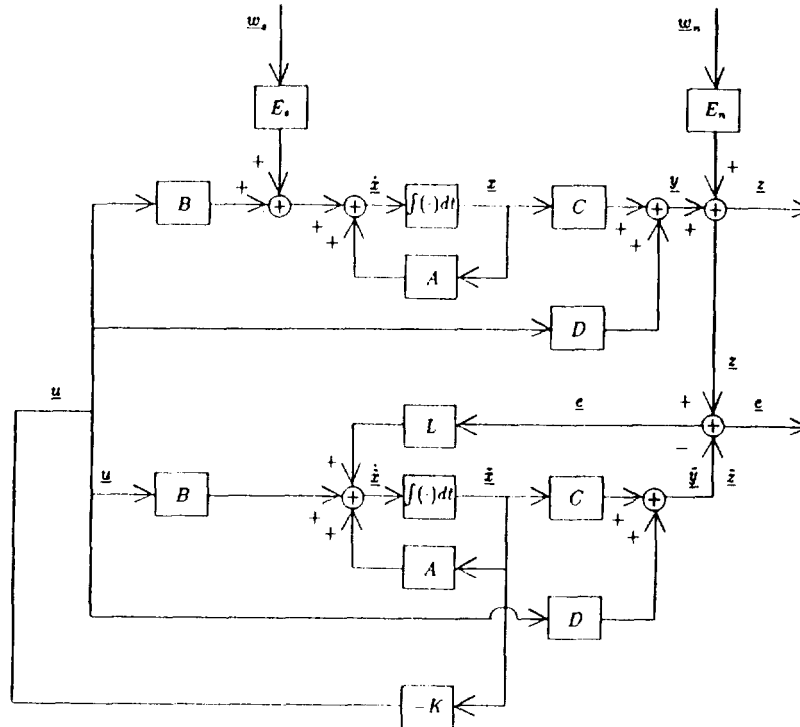 w_s w_n
E_s E_n
+ +
B + + + ẋ ∫(·)dt x C + y + z
+ + +
A
D
u z
L e + e
−
u B + + ẋ̂ ∫(·)dt x̂ C + ŷ ẑ
+ +
A
D
−K